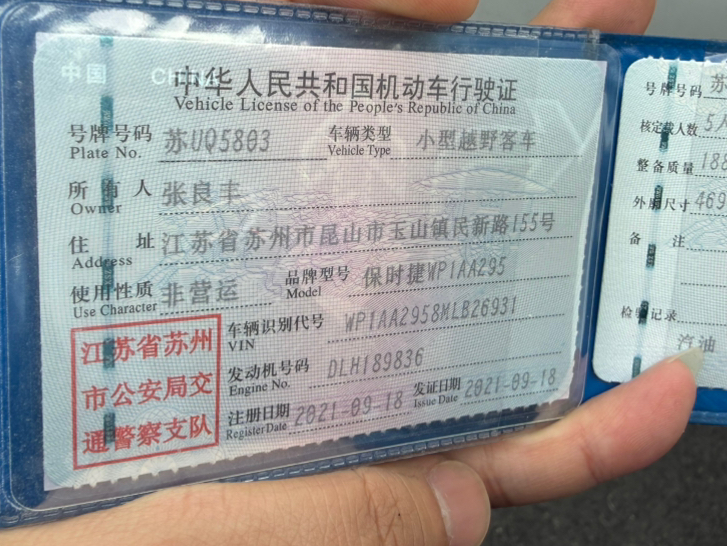 中国 CHINA
中华人民共和国机动车行驶证
Vehicle License of the People's Republic of China
号牌号码 苏UQ5803 车辆类型 小型越野客车
Plate No. Vehicle Type
所有人 张良丰
Owner
住址 江苏省苏州市昆山市玉山镇民新路155号
Address
使用性质 非营运 品牌型号 保时捷WP1AA295
Use Character Model
车辆识别代号 WP1AA2958MLB26931
VIN
发动机号码 DLH189836
Engine No.
注册日期 2021-09-18 发证日期 2021-09-18
Register Date Issue Date
江苏省苏州
市公安局交
通警察支队
号牌号码 苏
核定载人数 5人
整备质量 188
外廓尺寸 469
备注
检验记录
汽油